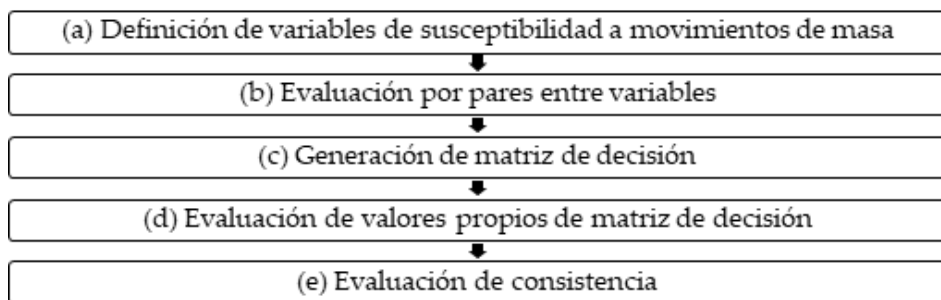 (a) Definición de variables de susceptibilidad a movimientos de masa
(b) Evaluación por pares entre variables
(c) Generación de matriz de decisión
(d) Evaluación de valores propios de matriz de decisión
(e) Evaluación de consistencia